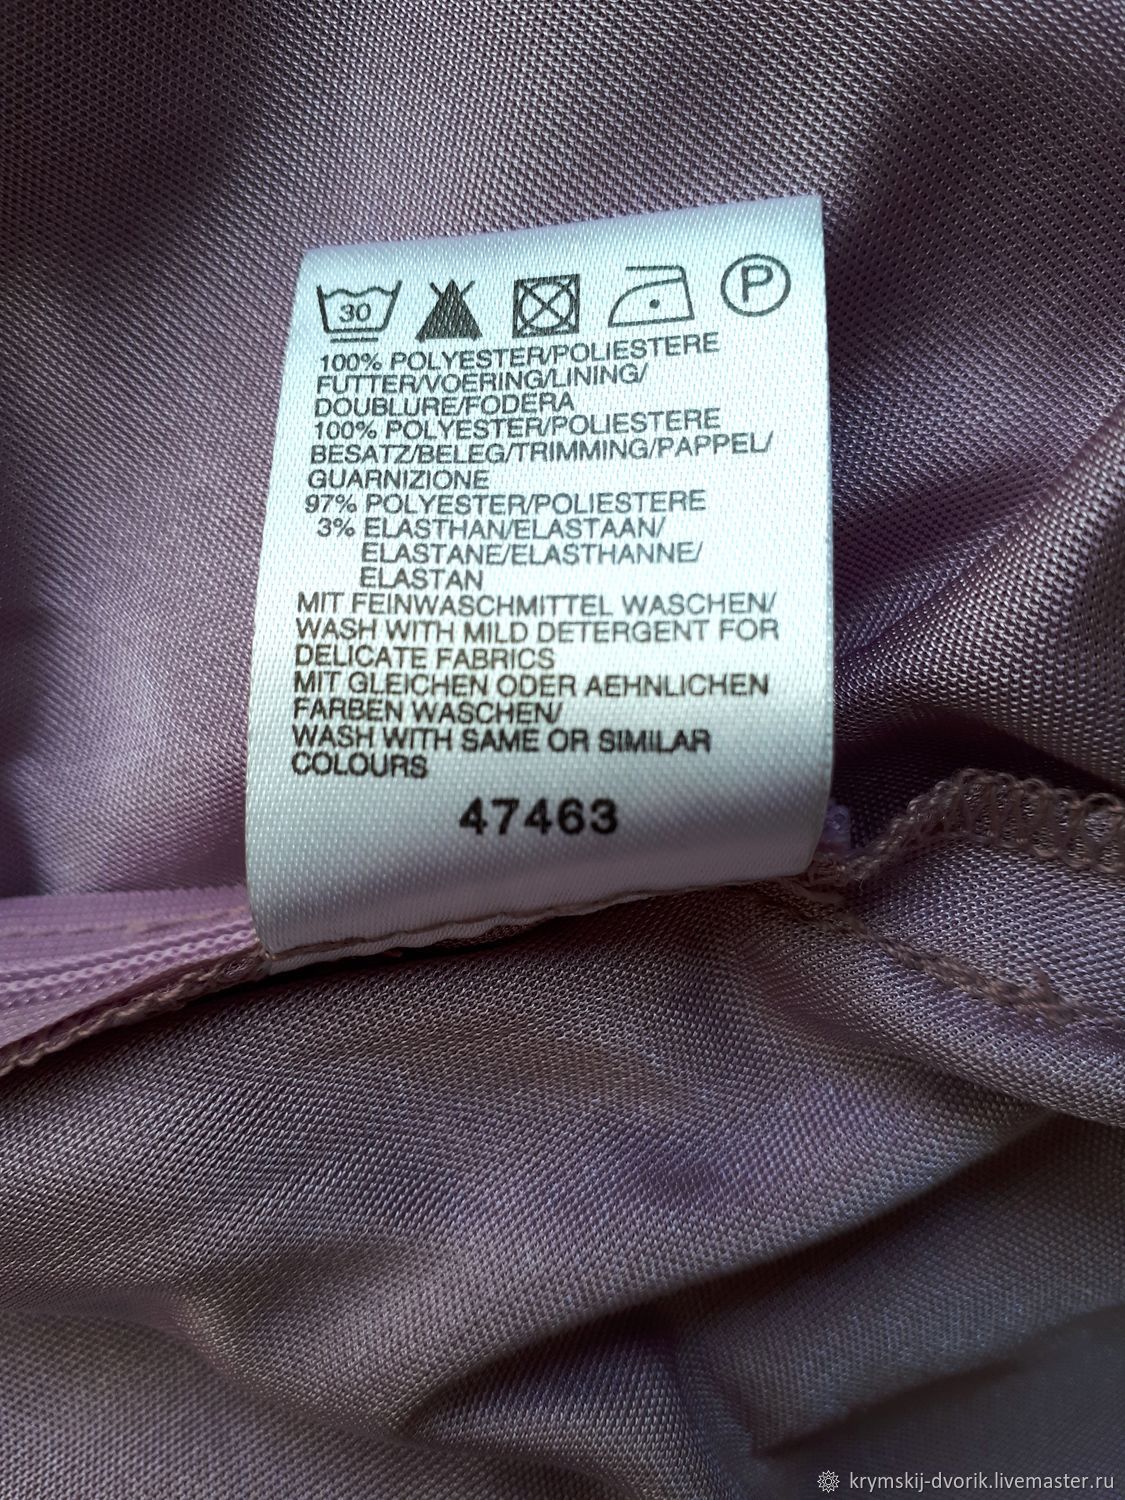 30
P
100% POLYESTER/POLIESTERE
FUTTER/VOERING/LINING/
DOUBLURE/FODERA
100% POLYESTER/POLIESTERE
BESATZ/BELEG/TRIMMING/PAPPEL/
GUARNIZIONE
97% POLYESTER/POLIESTERE
3% ELASTHAN/ELASTAAN/
ELASTANE/ELASTHANNE/
ELASTAN
MIT FEINWASCHMITTEL WASCHEN/
WASH WITH MILD DETERGENT FOR
DELICATE FABRICS
MIT GLEICHEN ODER AEHNLICHEN
FARBEN WASCHEN/
WASH WITH SAME OR SIMILAR
COLOURS
47463
krymskij-dvorik.livemaster.ru